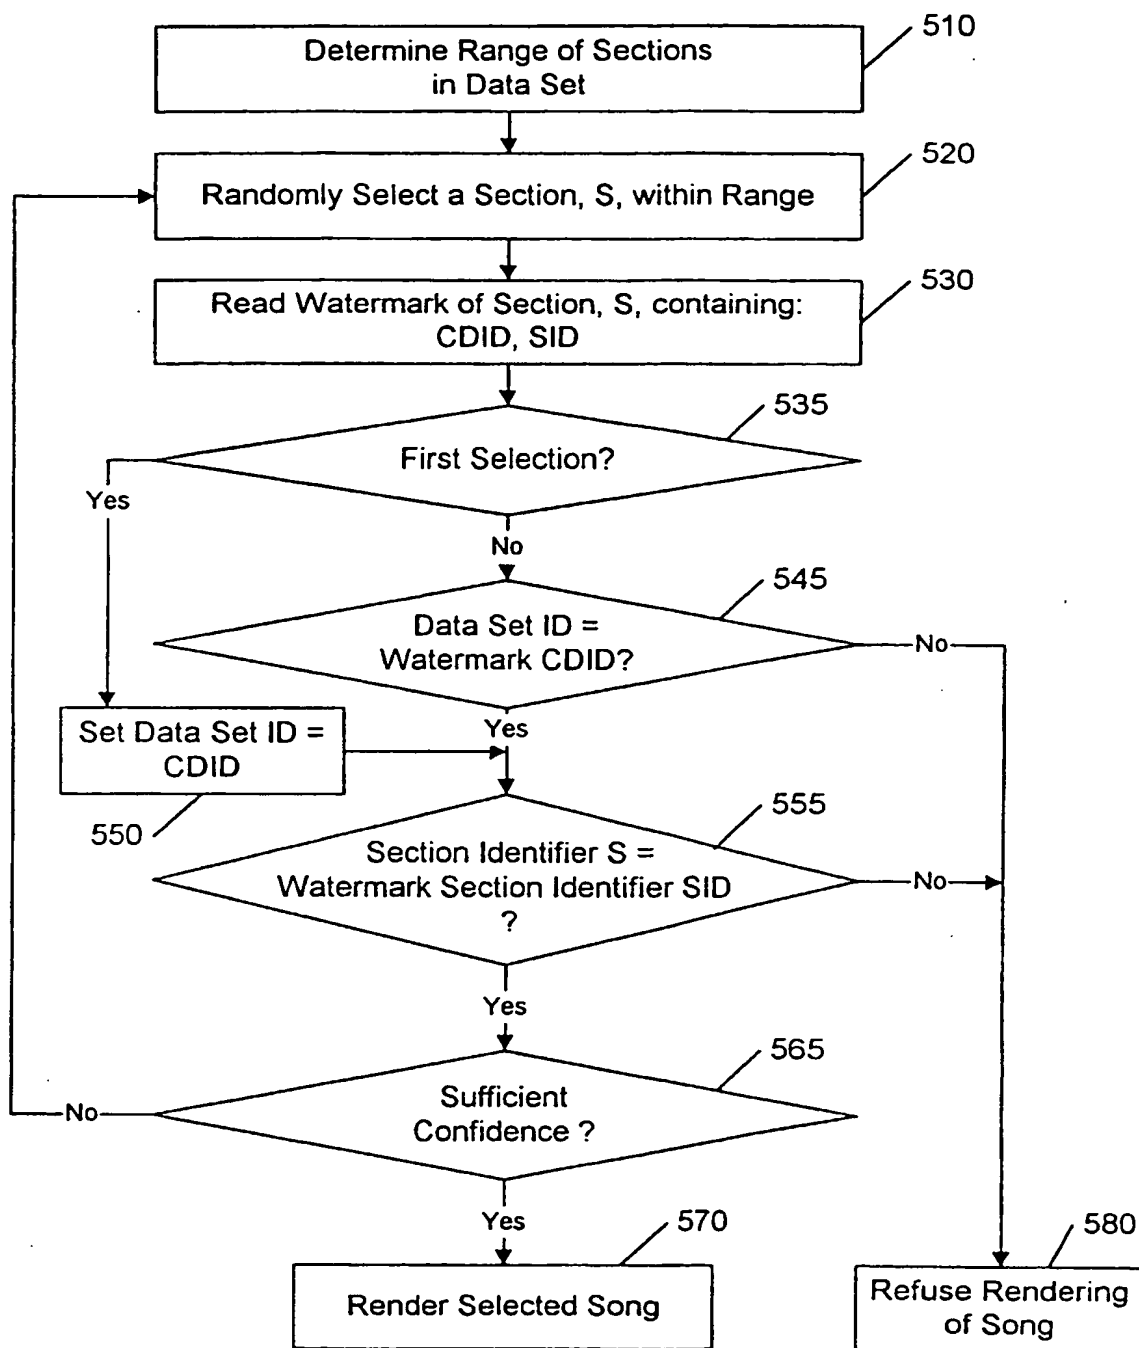 510
Determine Range of Sections
in Data Set
520
Randomly Select a Section, S, within Range
530
Read Watermark of Section, S, containing:
CDID, SID
535
First Selection?
Yes
No
545
Data Set ID =
Watermark CDID?
No
Yes
Set Data Set ID =
CDID
550
555
Section Identifier S =
Watermark Section Identifier SID
?
No
Yes
565
Sufficient
Confidence ?
No
Yes
570
Render Selected Song
580
Refuse Rendering
of Song